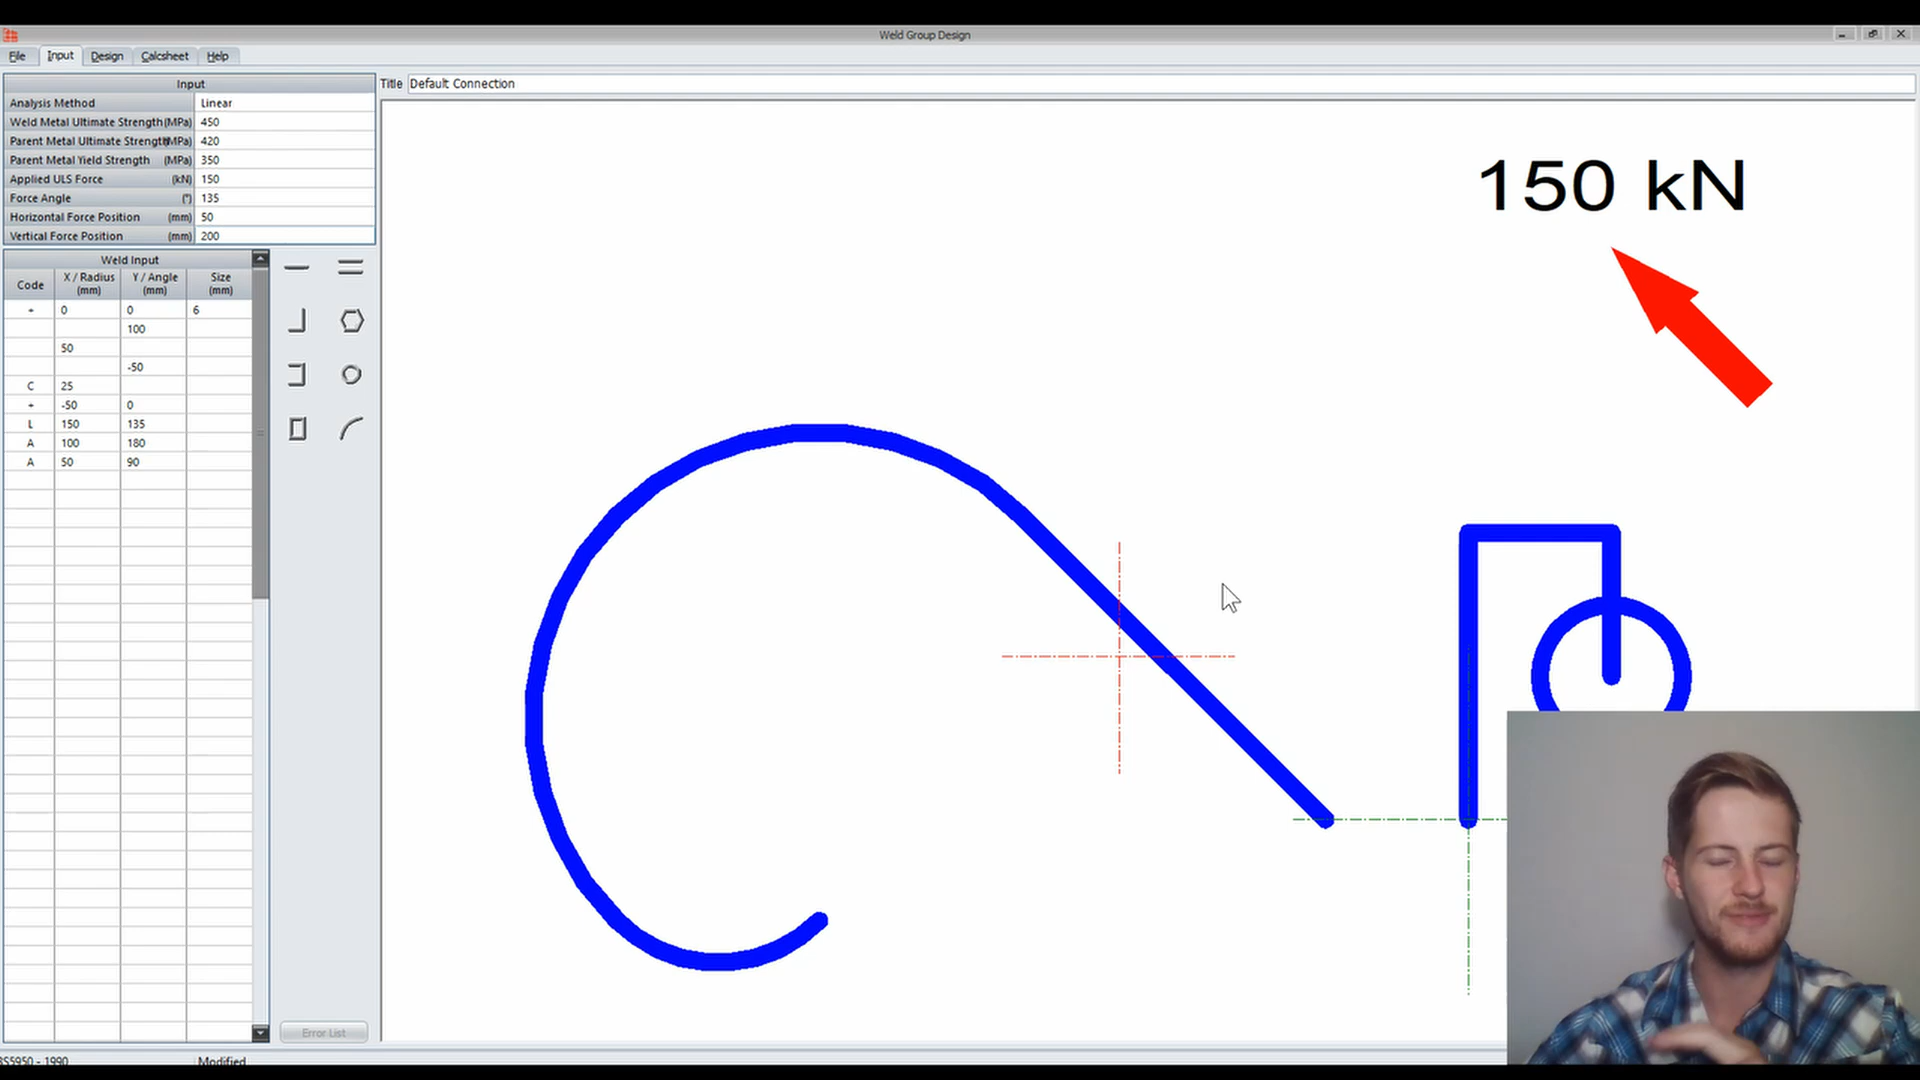 Weld Group Design
File Input Design Calcsheet Help
Input
Title Default Connection
Analysis Method Linear
Weld Metal Ultimate Strength(MPa) 450
Parent Metal Ultimate Strength(MPa) 420
Parent Metal Yield Strength (MPa) 350
Applied ULS Force (kN) 150
Force Angle (°) 135
Horizontal Force Position (mm) 50
Vertical Force Position (mm) 200
150 kN
Weld Input
Code X / Radius (mm) Y / Angle (mm) Size (mm)
+ 0 0 6
100
50
-50
C 25
+ -50 0
L 150 135
A 100 180
A 50 90
Error List
BS5950 - 1990 Modified